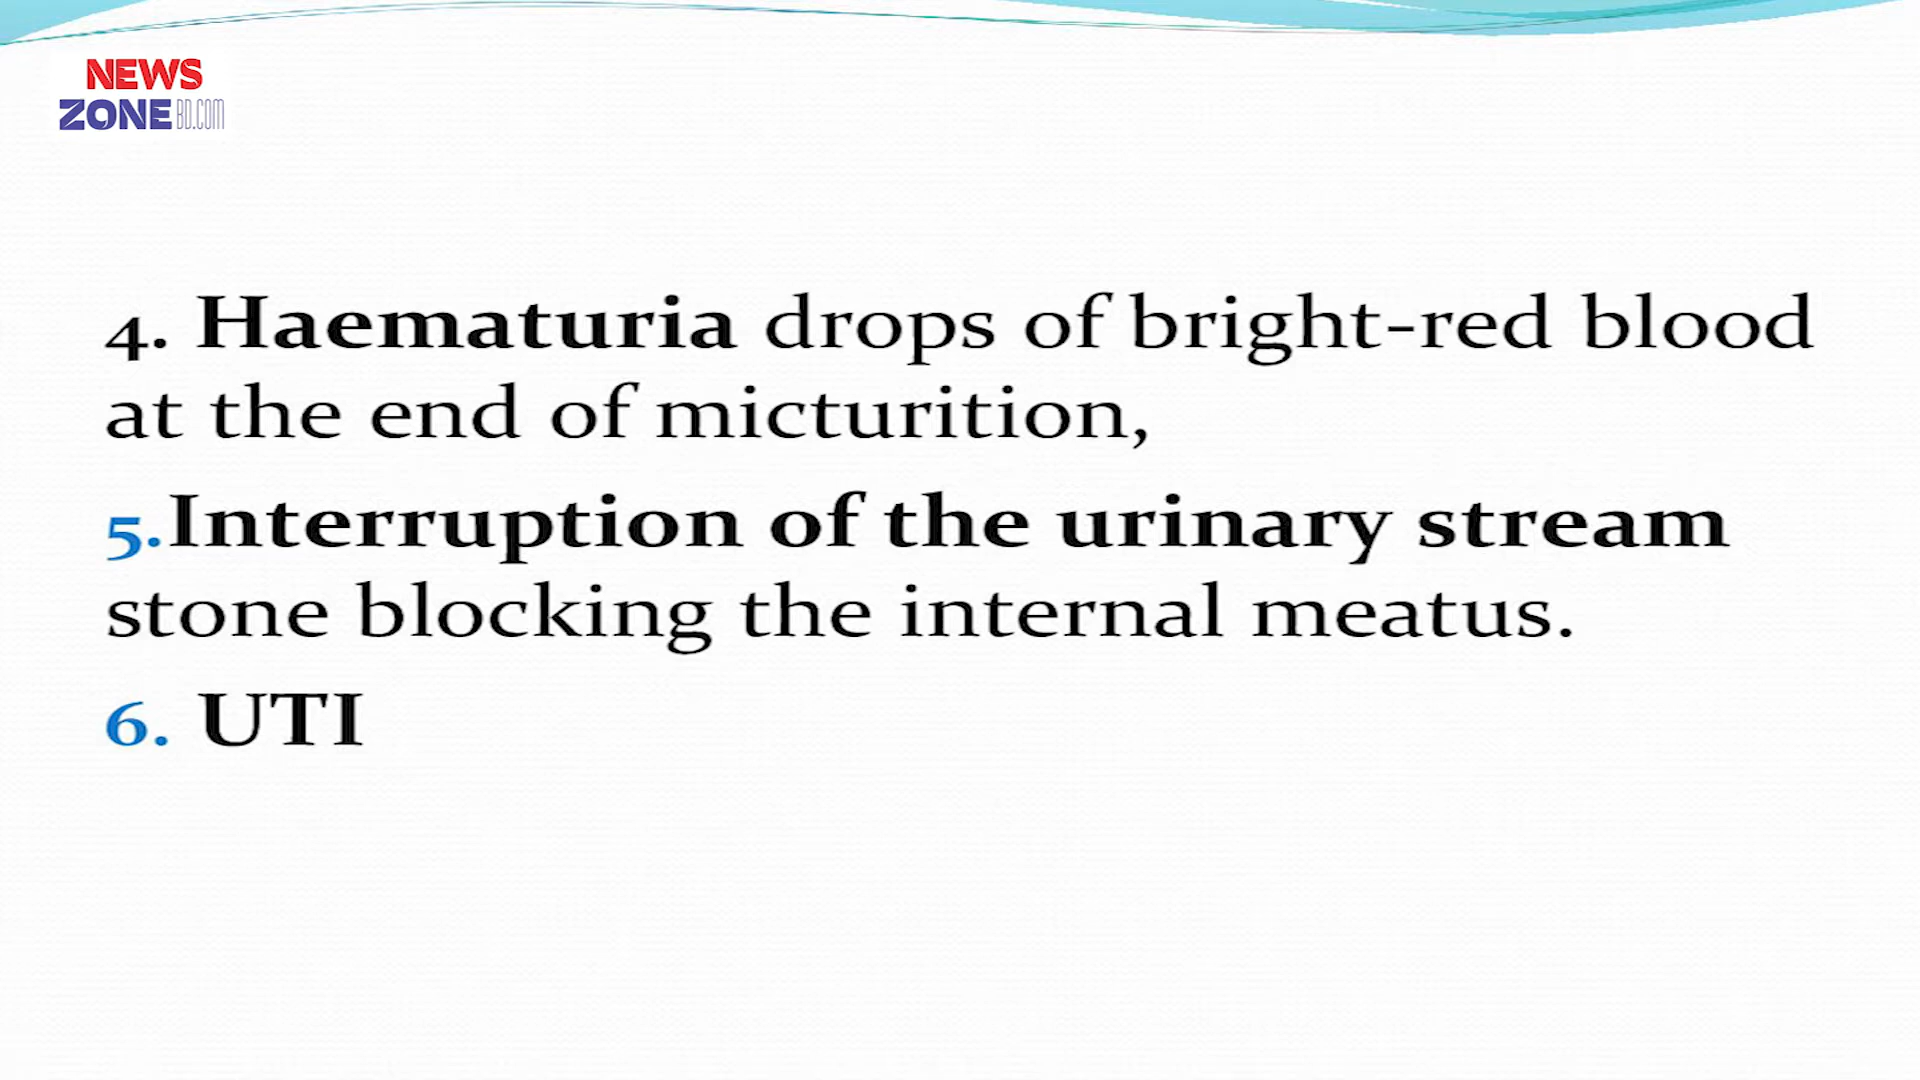 NEWS
ZONE BD.COM
4. Haematuria drops of bright-red blood
at the end of micturition,
5.Interruption of the urinary stream
stone blocking the internal meatus.
6. UTI